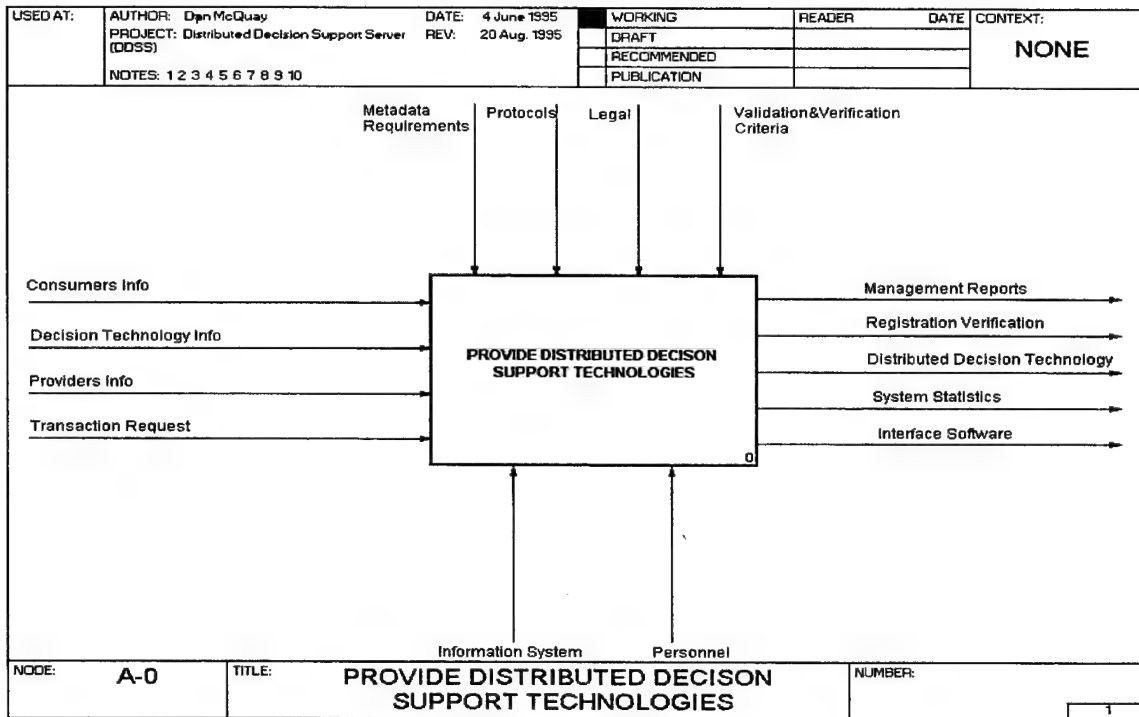 USED AT:
AUTHOR: Dan McQuay
DATE: 4 June 1995
PROJECT: Distributed Decision Support Server
(DDSS)
REV: 20 Aug. 1995
NOTES: 1 2 3 4 5 6 7 8 9 10
WORKING
DRAFT
RECOMMENDED
PUBLICATION
READER DATE
CONTEXT:
NONE
Metadata
Requirements
Protocols
Legal
Validation&Verification
Criteria
Consumers Info
Decision Technology Info
Providers Info
Transaction Request
PROVIDE DISTRIBUTED DECISON
SUPPORT TECHNOLOGIES
0
Management Reports
Registration Verification
Distributed Decision Technology
System Statistics
Interface Software
Information System
Personnel
NODE:
A-0
TITLE:
PROVIDE DISTRIBUTED DECISON
SUPPORT TECHNOLOGIES
NUMBER:
1